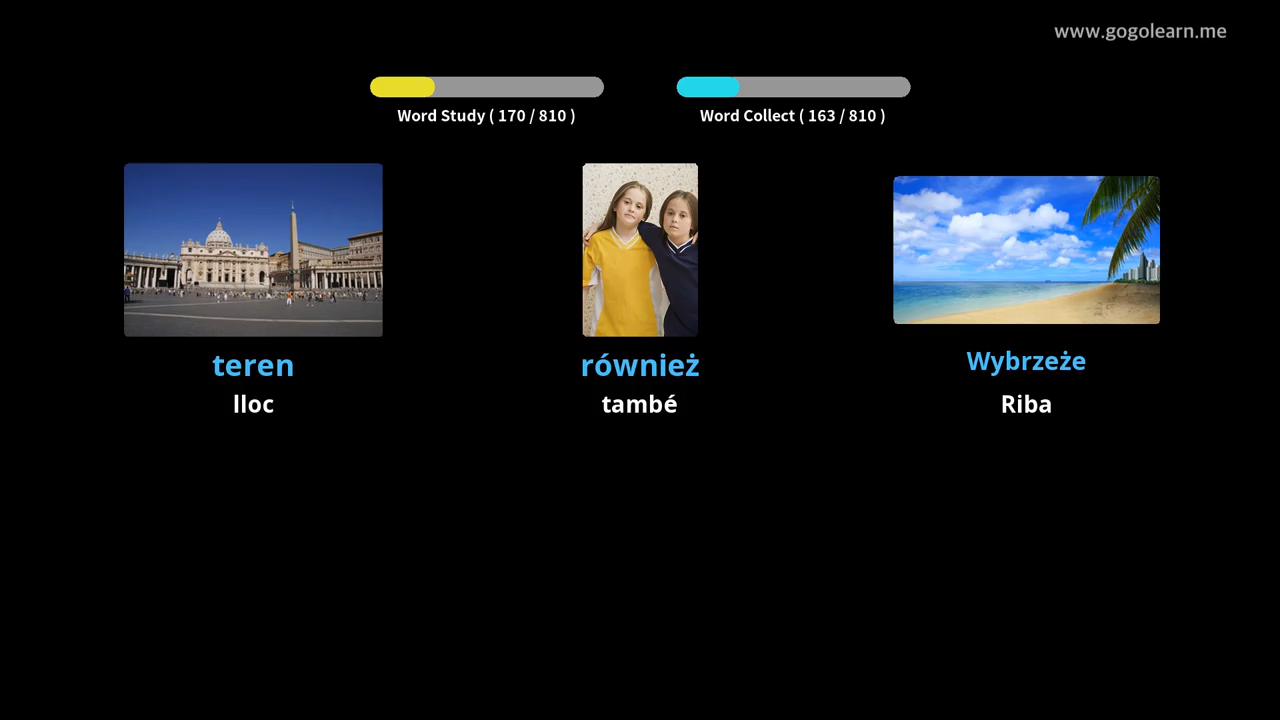 www.gogolearn.me
Word Study ( 170 / 810 )
Word Collect ( 163 / 810 )
teren
lloc
również
també
Wybrzeże
Riba